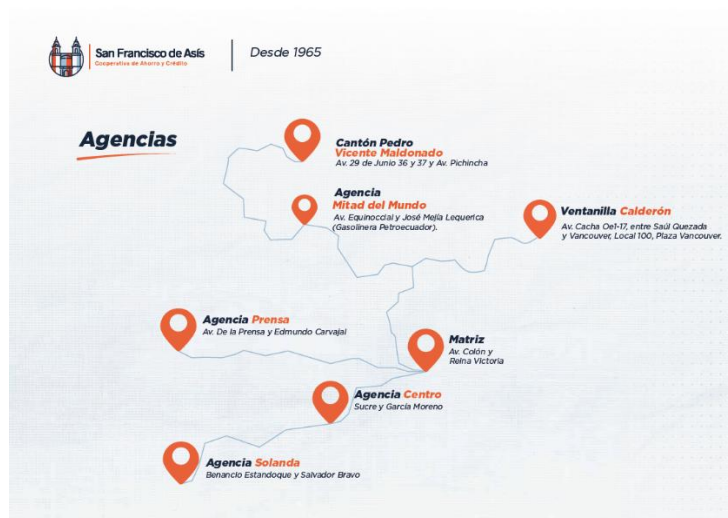 San Francisco de Asís
Cooperativa de Ahorro y Crédito
Desde 1965
Agencias
Cantón Pedro
Vicente Maldonado
Av. 29 de Junio 36 y 37 y Av. Pichincha
Agencia
Mitad del Mundo
Av. Equinoccial y José Mejía Lequerica
(Gasolinera Petroecuador).
Ventanilla Calderón
Av. Cacha Oe1-17, entre Saúl Quezada
y Vancouver, Local 100, Plaza Vancouver.
Agencia Prensa
Av. De la Prensa y Edmundo Carvajal
Matriz
Av. Colón y
Reina Victoria
Agencia Centro
Sucre y García Moreno
Agencia Solanda
Benancio Estandoque y Salvador Bravo